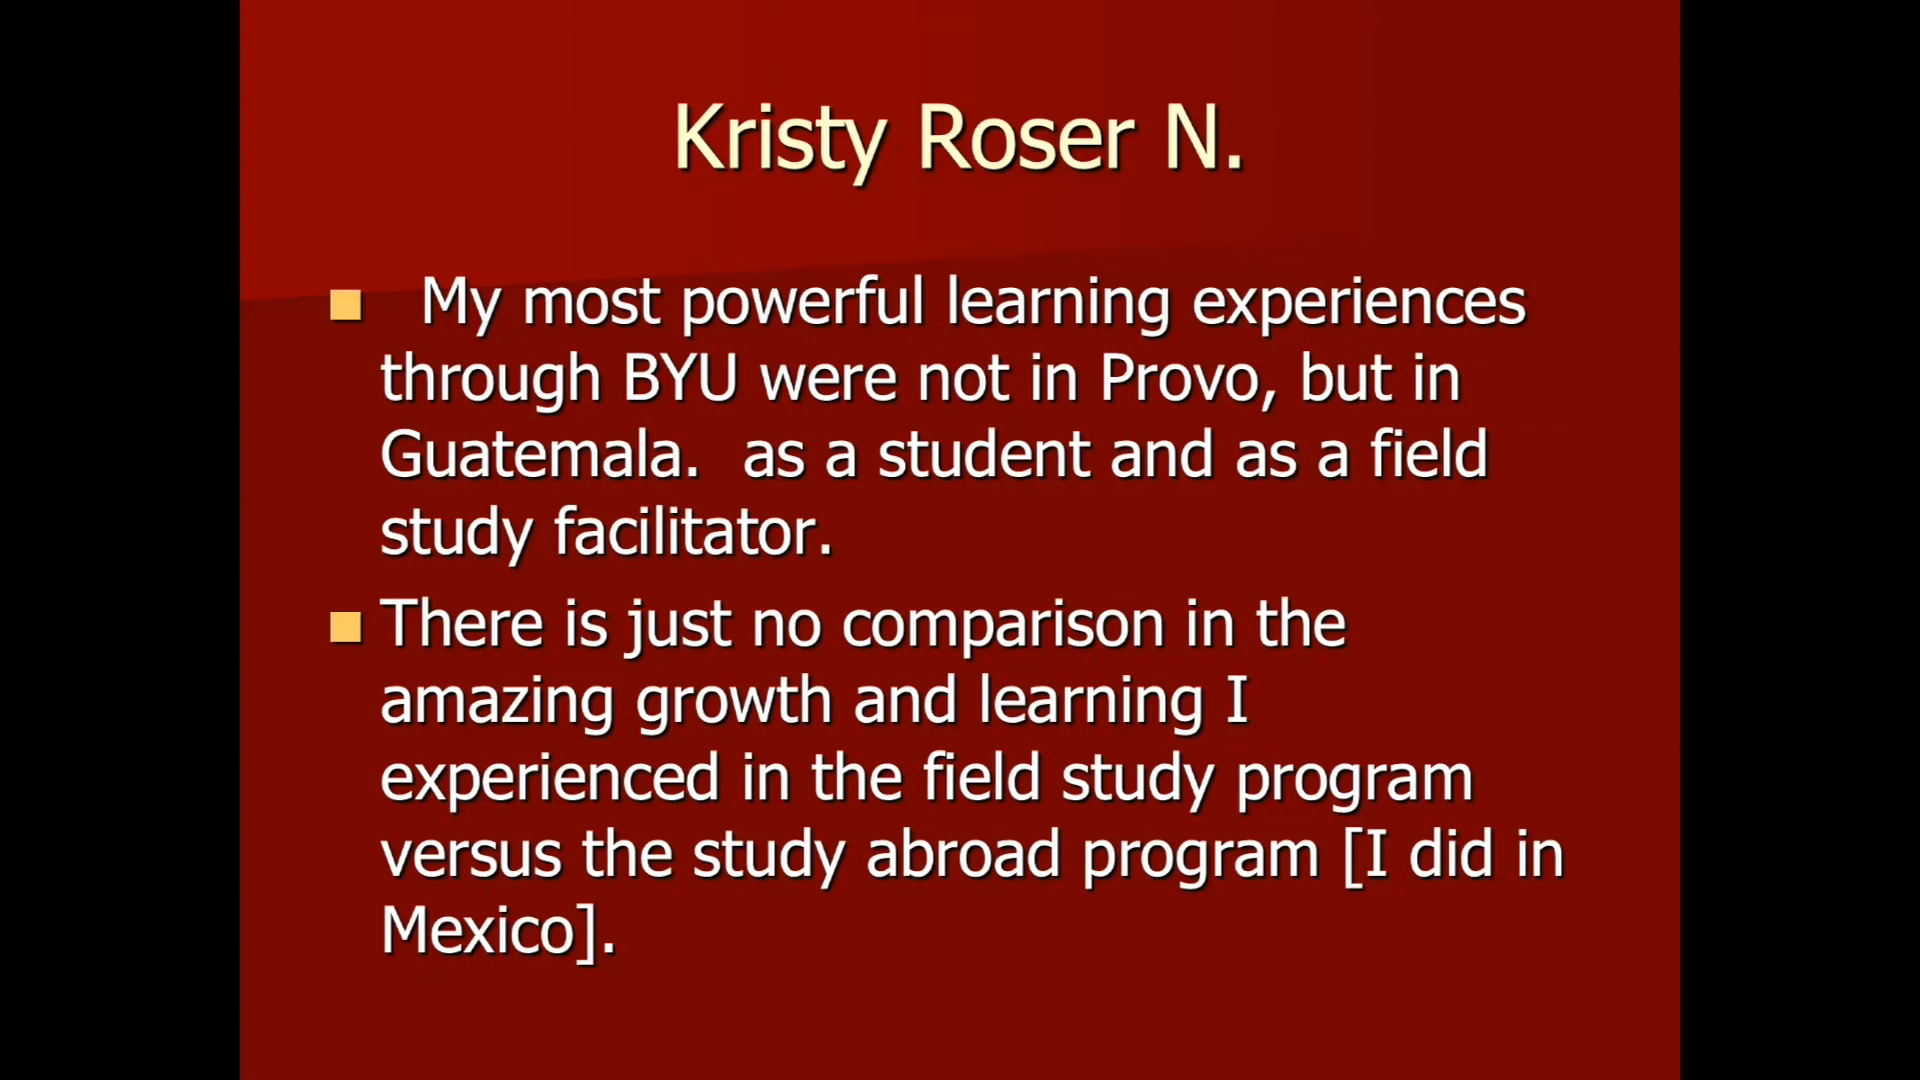 Kristy Roser N.
My most powerful learning experiences
through BYU were not in Provo, but in
Guatemala.  as a student and as a field
study facilitator.
There is just no comparison in the
amazing growth and learning I
experienced in the field study program
versus the study abroad program [I did in
Mexico].